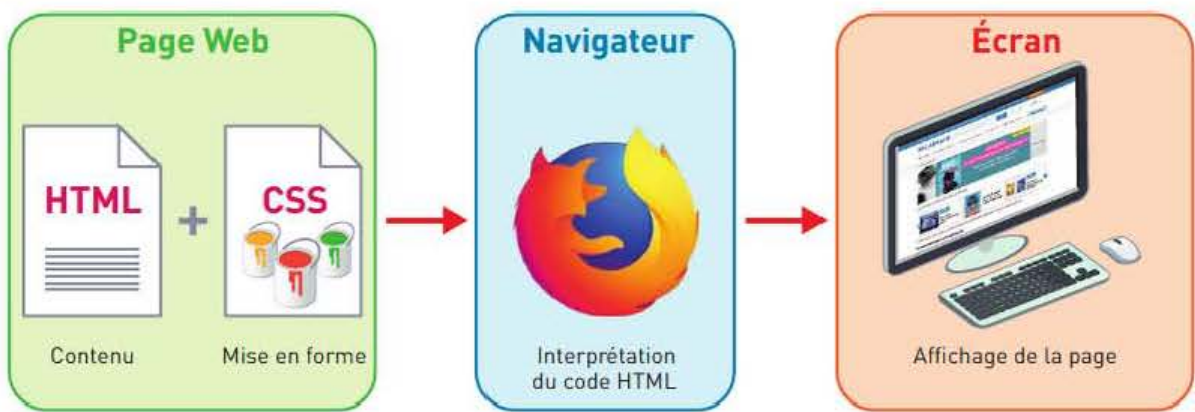 Page Web
HTML
+
CSS
Contenu
Mise en forme
Navigateur
Interprétation
du code HTML
Écran
Affichage de la page